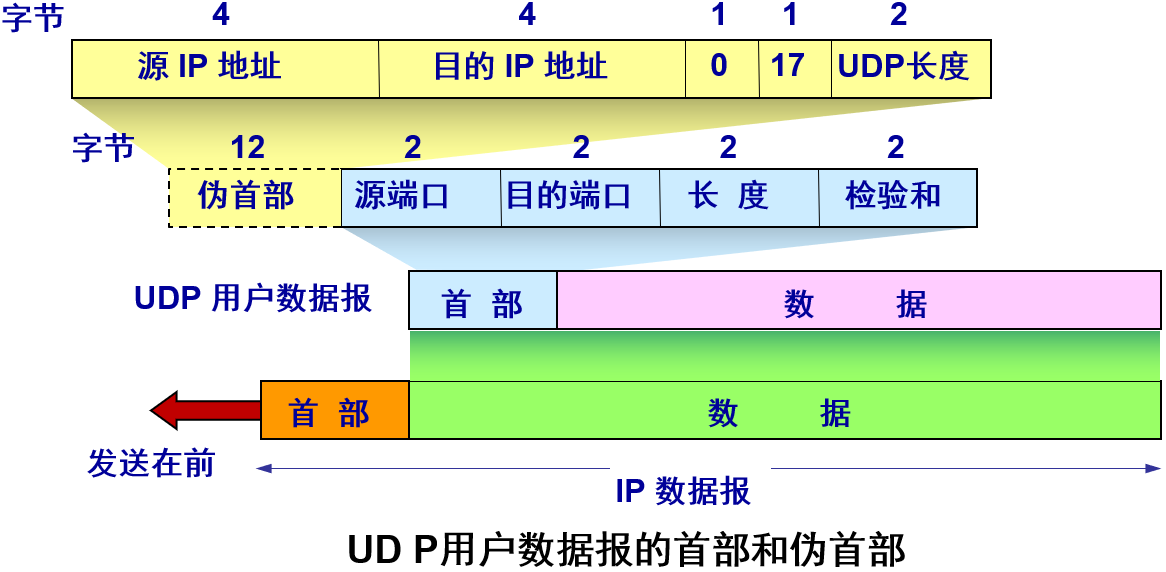 字节 4 4 1 1 2
源 IP 地址 目的 IP 地址 0 17 UDP长度
字节 12 2 2 2 2
伪首部 源端口 目的端口 长 度 检验和
UDP 用户数据报 首 部 数 据
首 部 数 据
发送在前
IP 数据报
UD P用户数据报的首部和伪首部